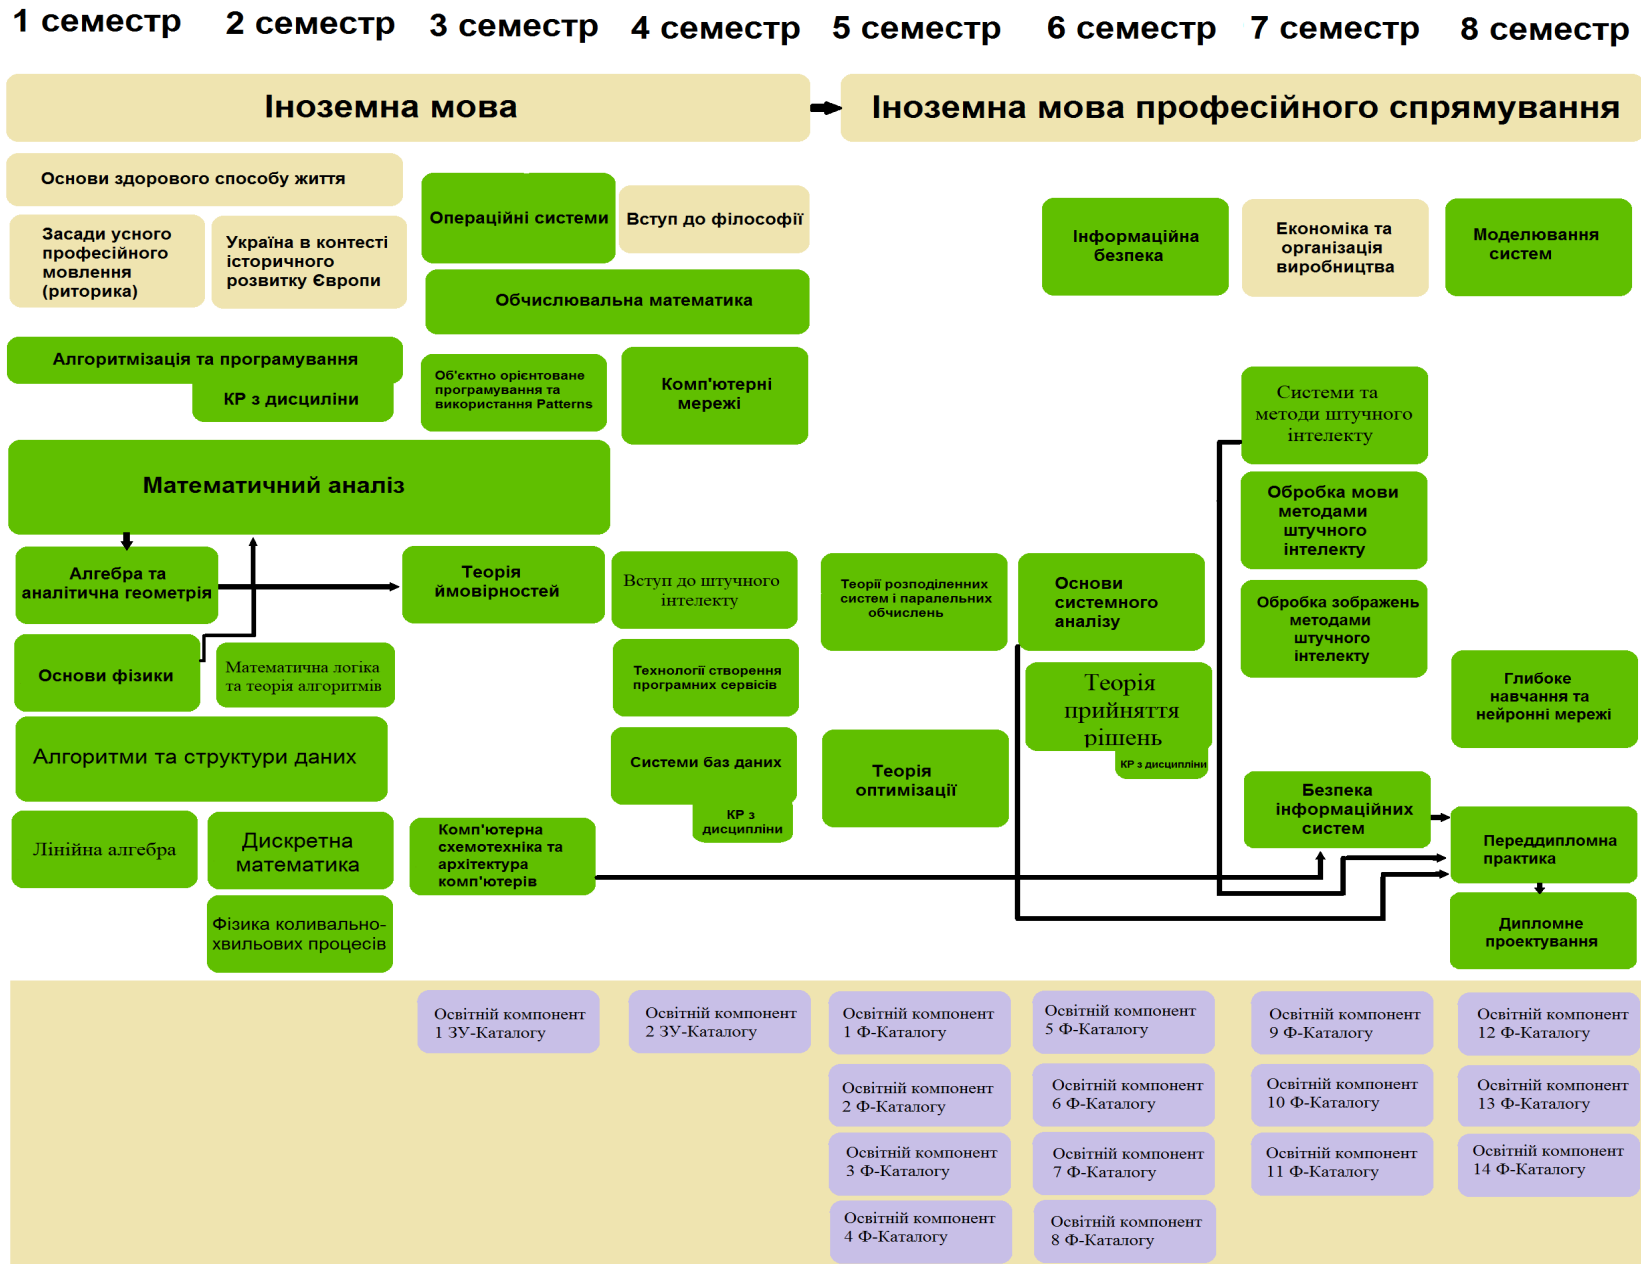 1 семестр
2 семестр
3 семестр
4 семестр
5 семестр
6 семестр
7 семестр
8 семестр
Іноземна мова
Іноземна мова професійного спрямування
Основи здорового способу життя
Засади усного
професійного
мовлення
(риторика)
Україна в контесті
історичного
розвитку Європи
Операційні системи
Вступ до філософії
Інформаційна
безпека
Економіка та
організація
виробництва
Моделювання
систем
Обчислювальна математика
Алгоритмізація та програмування
КР з дисциліни
Об'єктно орієнтоване
програмування та
використання Patterns
Комп'ютерні
мережі
Системи та
методи штучного
інтелекту
Математичний аналіз
Обробка мови
методами
штучного
інтелекту
Алгебра та
аналітична геометрія
Теорія
ймовірностей
Вступ до штучного
інтелекту
Теорії розподіленних
систем і паралельних
обчислень
Основи
системного
аналізу
Обробка зображень
методами
штучного
інтелекту
Основи фізики
Математична логіка
та теорія алгоритмів
Технології створення
програмних сервісів
Теорія
прийняття
рішень
КР з дисципліни
Глибоке
навчання та
нейронні мережі
Алгоритми та структури даних
Системи баз даних
КР з
дисципліни
Теорія
оптимізації
Безпека
інформаційних
систем
Лінійна алгебра
Дискретна
математика
Комп'ютерна
схемотехніка та
архітектура
комп'ютерів
Переддипломна
практика
Фізика коливально-
хвильових процесів
Дипломне
проектування
Освітній компонент
1 ЗУ-Каталогу
Освітній компонент
2 ЗУ-Каталогу
Освітній компонент
1 Ф-Каталогу
Освітній компонент
5 Ф-Каталогу
Освітній компонент
9 Ф-Каталогу
Освітній компонент
12 Ф-Каталогу
Освітній компонент
2 Ф-Каталогу
Освітній компонент
6 Ф-Каталогу
Освітній компонент
10 Ф-Каталогу
Освітній компонент
13 Ф-Каталогу
Освітній компонент
3 Ф-Каталогу
Освітній компонент
7 Ф-Каталогу
Освітній компонент
11 Ф-Каталогу
Освітній компонент
14 Ф-Каталогу
Освітній компонент
4 Ф-Каталогу
Освітній компонент
8 Ф-Каталогу